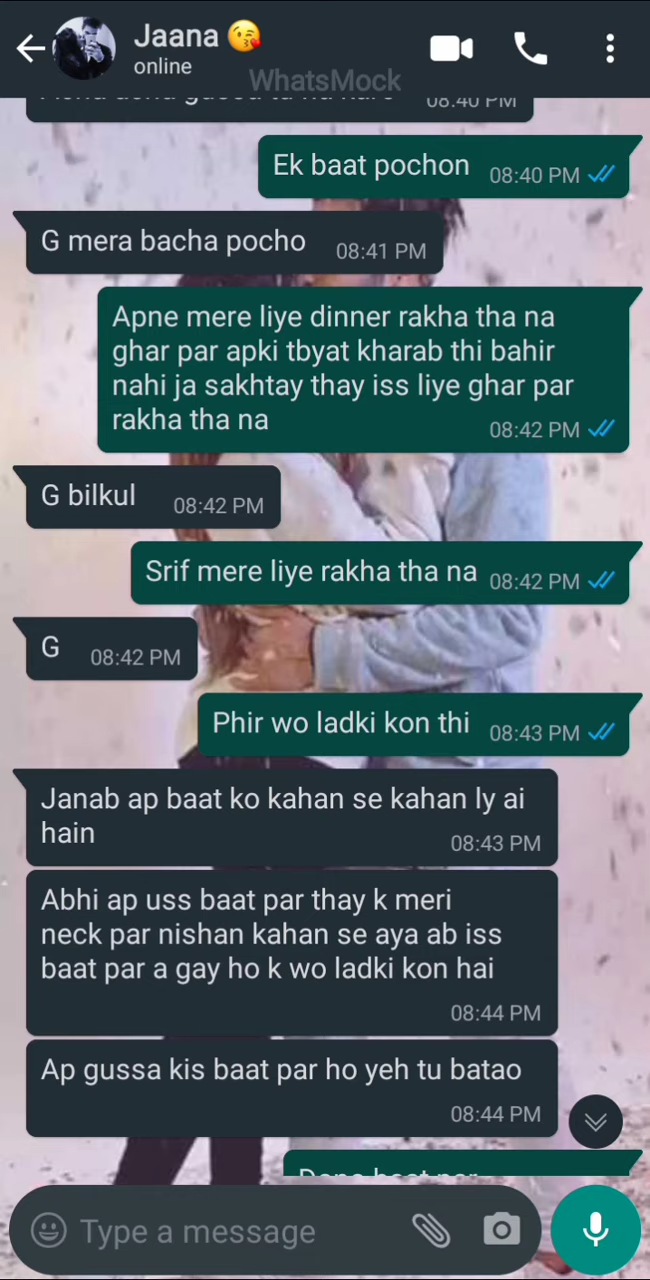 Jaana 😘
online
WhatsMock
08:40 PM
Ek baat pochon 08:40 PM
G mera bacha pocho 08:41 PM
Apne mere liye dinner rakha tha na
ghar par apki tbyat kharab thi bahir
nahi ja sakhtay thay iss liye ghar par
rakha tha na 08:42 PM
G bilkul 08:42 PM
Srif mere liye rakha tha na 08:42 PM
G 08:42 PM
Phir wo ladki kon thi 08:43 PM
Janab ap baat ko kahan se kahan ly ai
hain 08:43 PM
Abhi ap uss baat par thay k meri
neck par nishan kahan se aya ab iss
baat par a gay ho k wo ladki kon hai
08:44 PM
Ap gussa kis baat par ho yeh tu batao
08:44 PM
Type a message